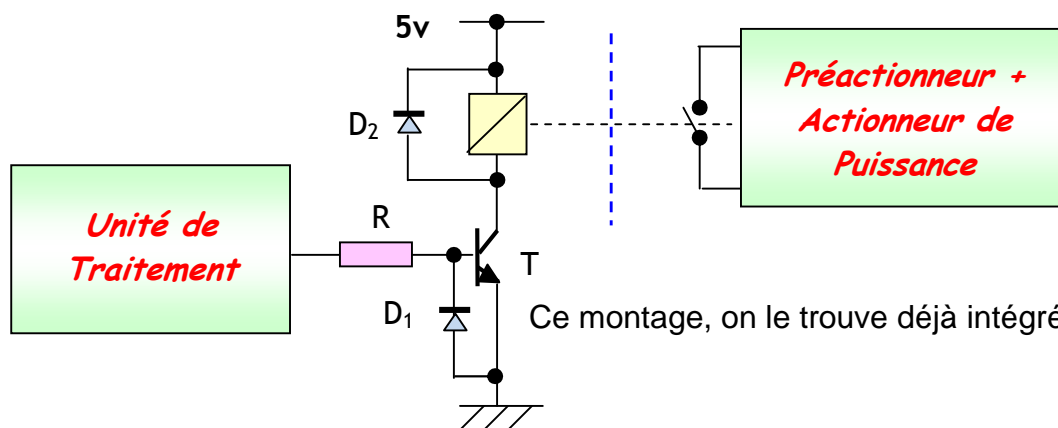 5v
Préactionneur +
Actionneur de
Puissance
D₂
Unité de
Traitement
R
T
D₁
Ce montage, on le trouve déjà intégré